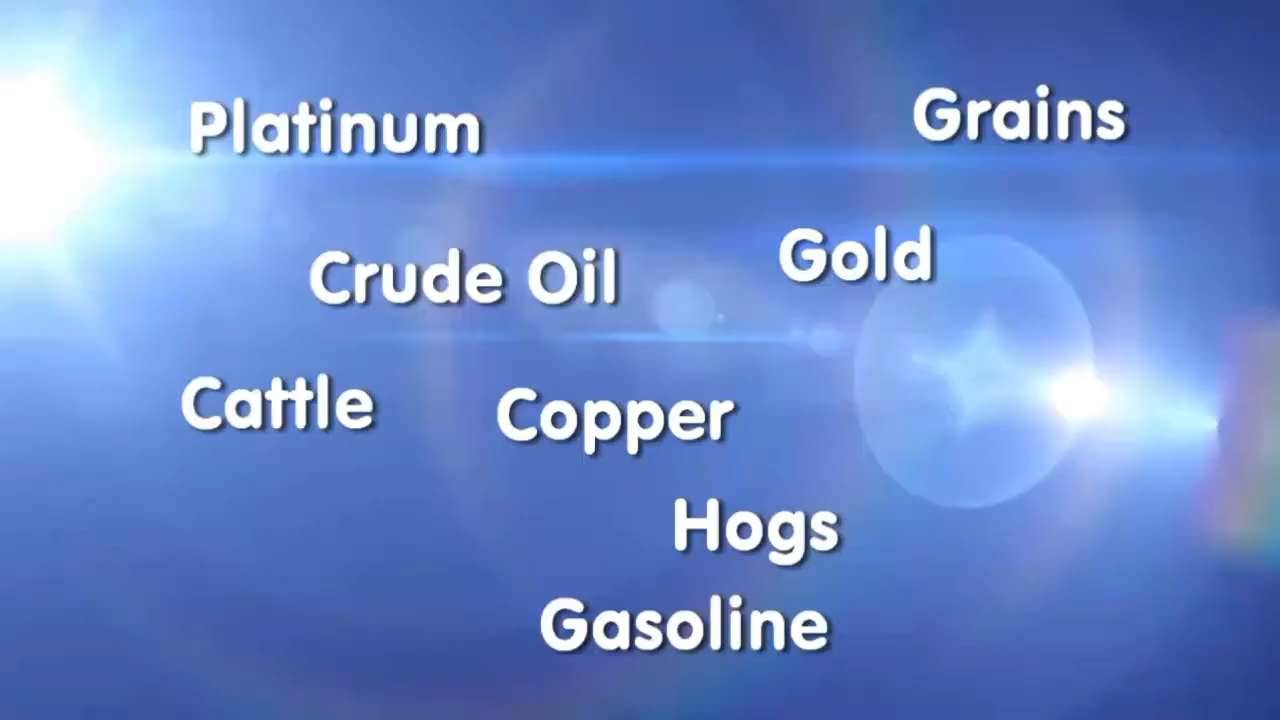 Platinum
Grains
Crude Oil
Gold
Cattle
Copper
Hogs
Gasoline